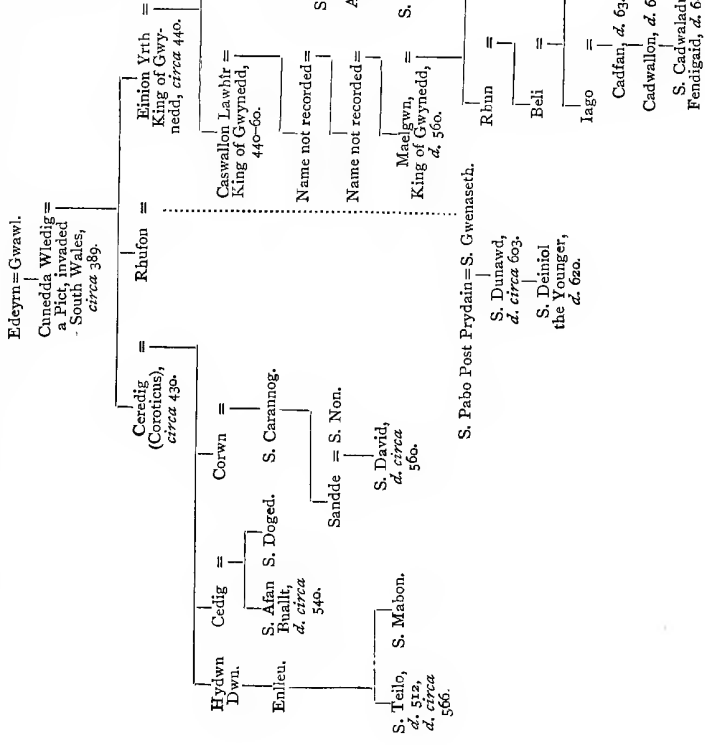 Edeyrn=Gwawl.
Cunedda Wledig=
a Pict, invaded
South Wales,
circa 389.
Ceredig =
(Coroticus),
circa 430.
Rhufon =
Einion Yrth =
King of Gwy-
nedd, circa 440.
Hydwn
Dwn.
Cedig =
Corwn =
Caswallon Lawhir=
King of Gwynedd,
440-60.
Enlleu.
S. Afan
Buallt,
d. circa
540.
S. Doged.
S. Carannog.
Name not recorded=
Sandde = S. Non.
Name not recorded=
S. Teilo,
d. 512,
d. circa
566.
S. Mabon.
S. David,
d. circa
560.
Maelgwn, =
King of Gwynedd,
d. 560.
S. Pabo Post Prydain=S. Gwenaseth.
S. Dunawd,
d. circa 603.
S. Deiniol
the Younger,
d. 620.
Rhun =
Beli =
Iago =
Cadfan, d. 63
Cadwallon, d. 6
S. Cadwalad
Fendigaid, d. 6
S.
A
S.